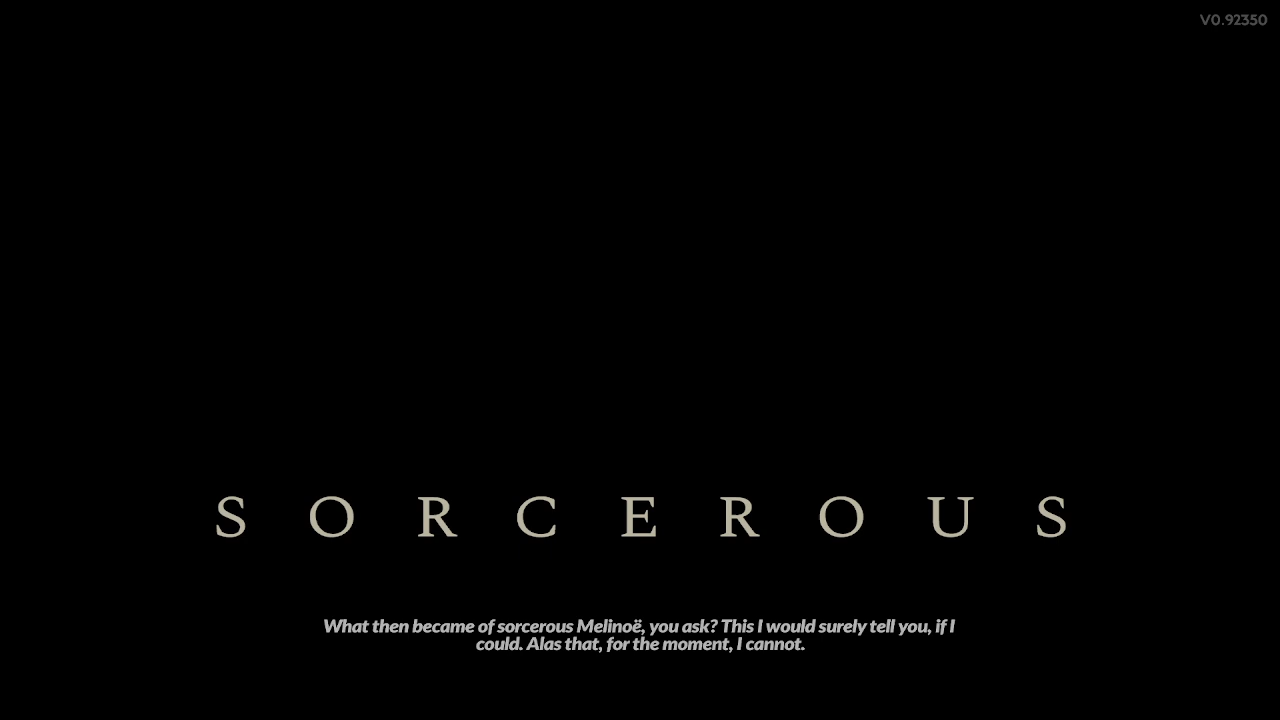 V0.92350
S O R C E R O U S
What then became of sorcerous Melinoë, you ask? This I would surely tell you, if I
could. Alas that, for the moment, I cannot.